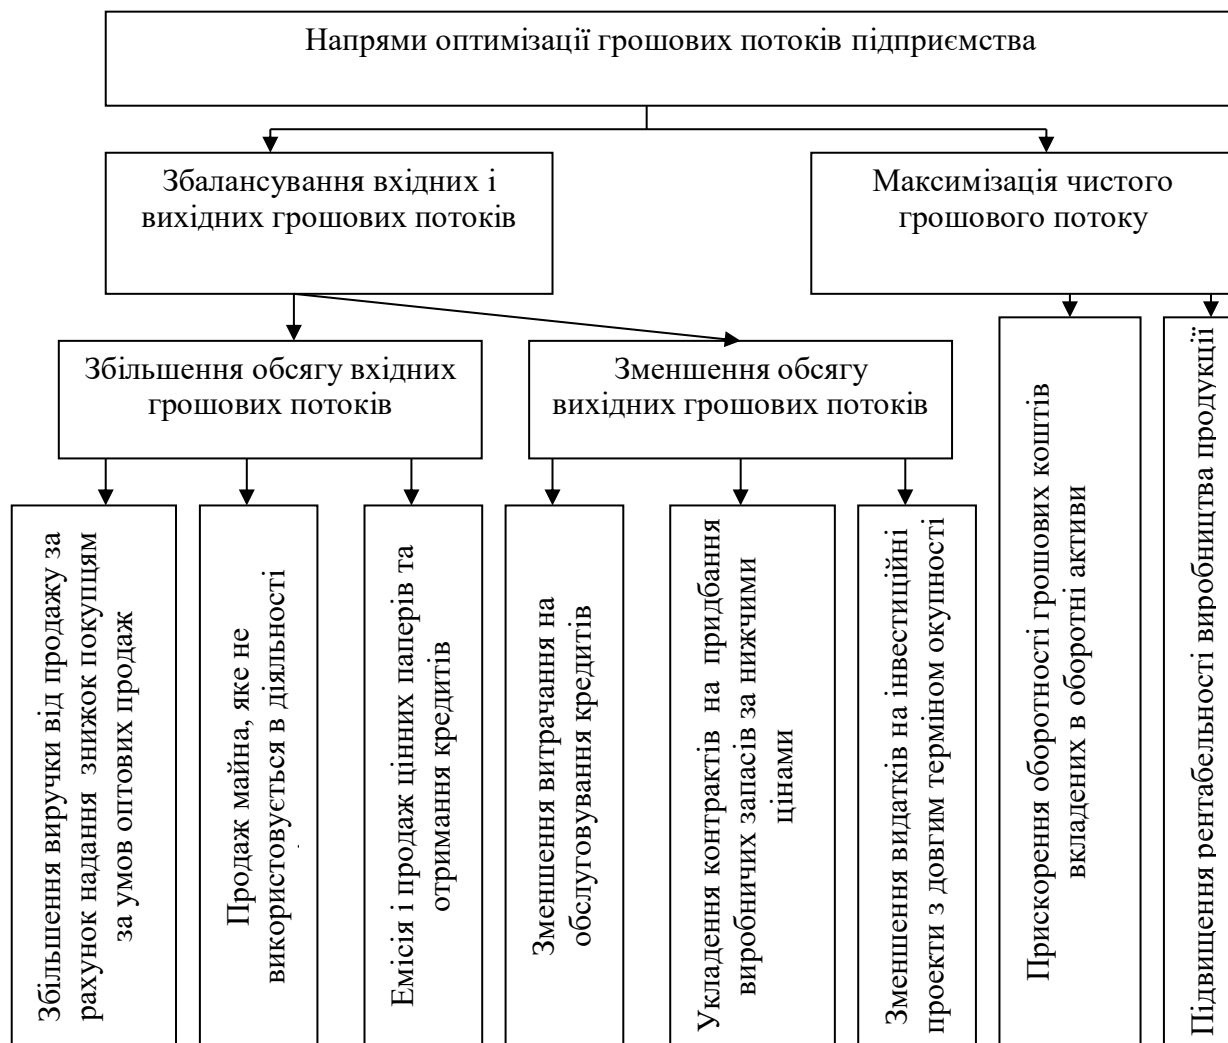 Напрями оптимізації грошових потоків підприємства
Збалансування вхідних і
вихідних грошових потоків
Максимізація чистого
грошового потоку
Збільшення обсягу вхідних
грошових потоків
Зменшення обсягу
вихідних грошових потоків
Збільшення виручки від продажу за
рахунок надання знижок покупцям
за умов оптових продаж
Продаж майна, яке не
використовується в діяльності
Емісія і продаж цінних паперів та
отримання кредитів
Зменшення витрачання на
обслуговування кредитів
Укладення контрактів на придбання
виробничих запасів за нижчими
цінами
Зменшення видатків на інвестиційні
проекти з довгим терміном окупності
Прискорення оборотності грошових коштів
вкладених в оборотні активи
Підвищення рентабельності виробництва продукції